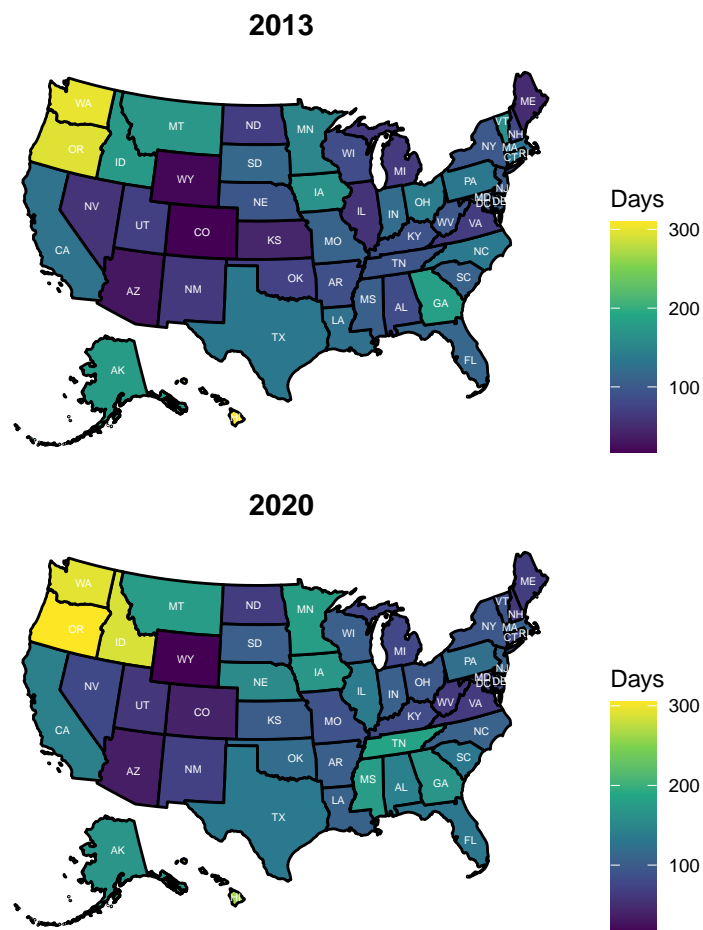 2013
WA
ME
MT
ND
VT
MN
OR
NH
ID
WI
NY
MA
SD
MI
CT
RI
WY
PA
IA
NJ
NE
OH
MD
DE
NV
IL
IN
DC
UT
WV
CO
VA
CA
KS
MO
KY
NC
TN
OK
AZ
NM
AR
SC
MS
AL
GA
LA
TX
FL
AK
Days
300
200
100
2020
WA
ME
MT
ND
VT
MN
OR
NH
ID
WI
NY
MA
SD
MI
CT
RI
WY
PA
IA
NJ
NE
OH
MD
DE
NV
IL
IN
DC
UT
WV
CO
VA
CA
KS
MO
KY
NC
TN
OK
AZ
NM
AR
SC
MS
AL
GA
LA
TX
FL
AK
Days
300
200
100